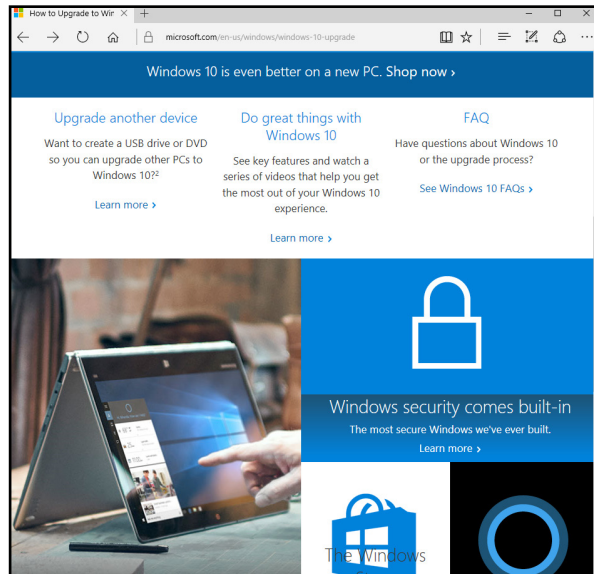 How to Upgrade to Wir
microsoft.com/en-us/windows/windows-10-upgrade
Windows 10 is even better on a new PC. Shop now ›
Upgrade another device
Want to create a USB drive or DVD
so you can upgrade other PCs to
Windows 10?²
Learn more ›
Do great things with
Windows 10
See key features and watch a
series of videos that help you get
the most out of your Windows 10
experience.
Learn more ›
FAQ
Have questions about Windows 10
or the upgrade process?
See Windows 10 FAQs ›
Windows security comes built-in
The most secure Windows we've ever built.
Learn more ›
The Windows